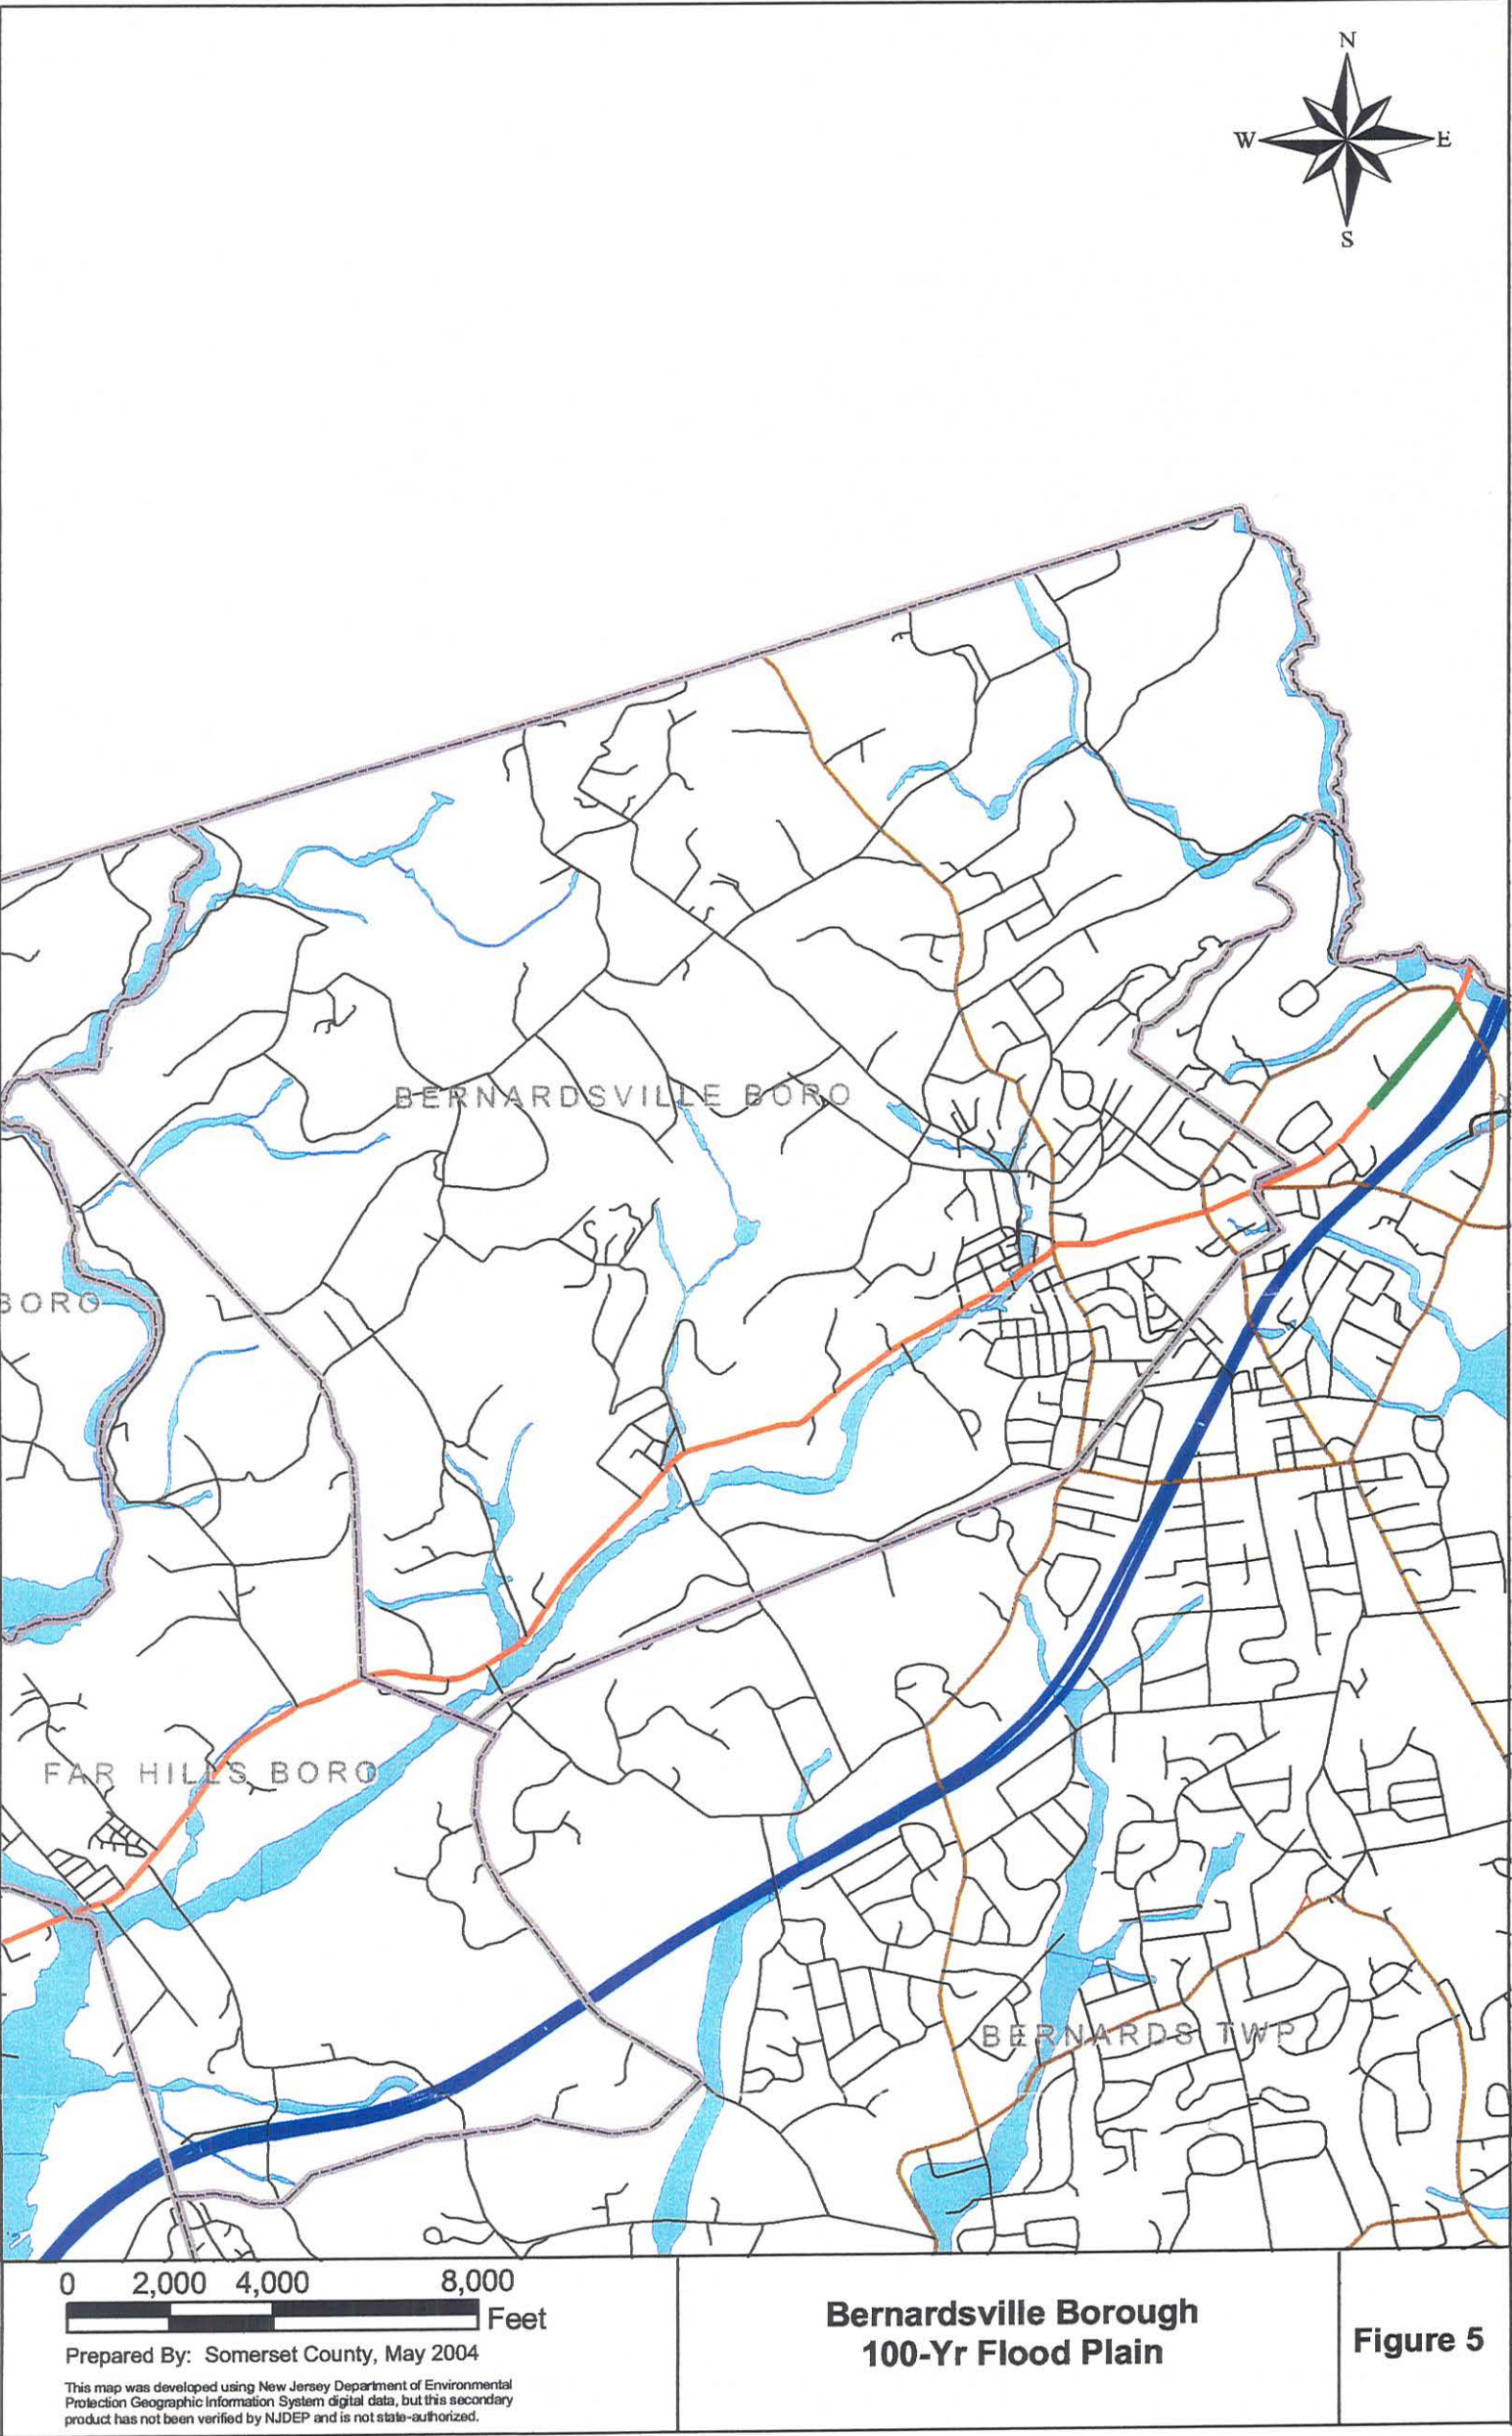 N
W E
S
BERNARDSVILLE BORO
BORO
FAR HILLS BORO
BERNARDS TWP
0 2,000 4,000 8,000
Feet
Prepared By: Somerset County, May 2004
This map was developed using New Jersey Department of Environmental
Protection Geographic Information System digital data, but this secondary
product has not been verified by NJDEP and is not state-authorized.
Bernardsville Borough
100-Yr Flood Plain
Figure 5